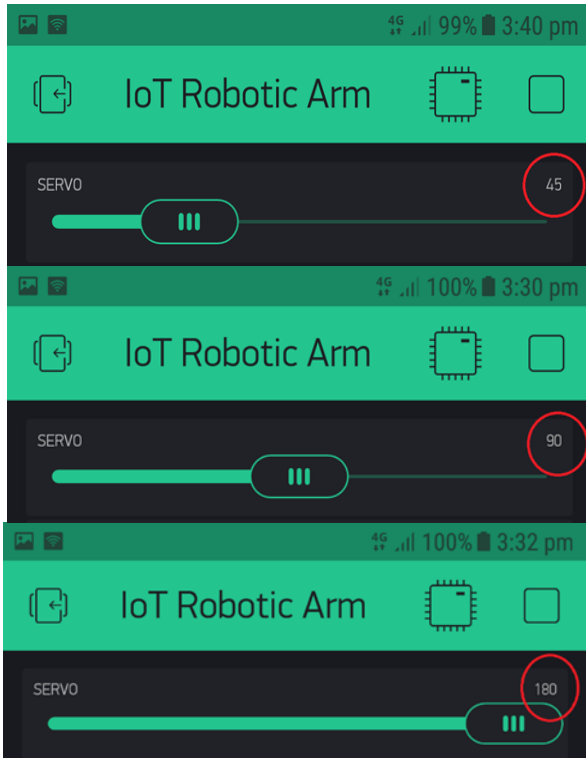 4G 99% 3:40 pm
IoT Robotic Arm
SERVO 45
4G 100% 3:30 pm
IoT Robotic Arm
SERVO 90
4G 100% 3:32 pm
IoT Robotic Arm
SERVO 180